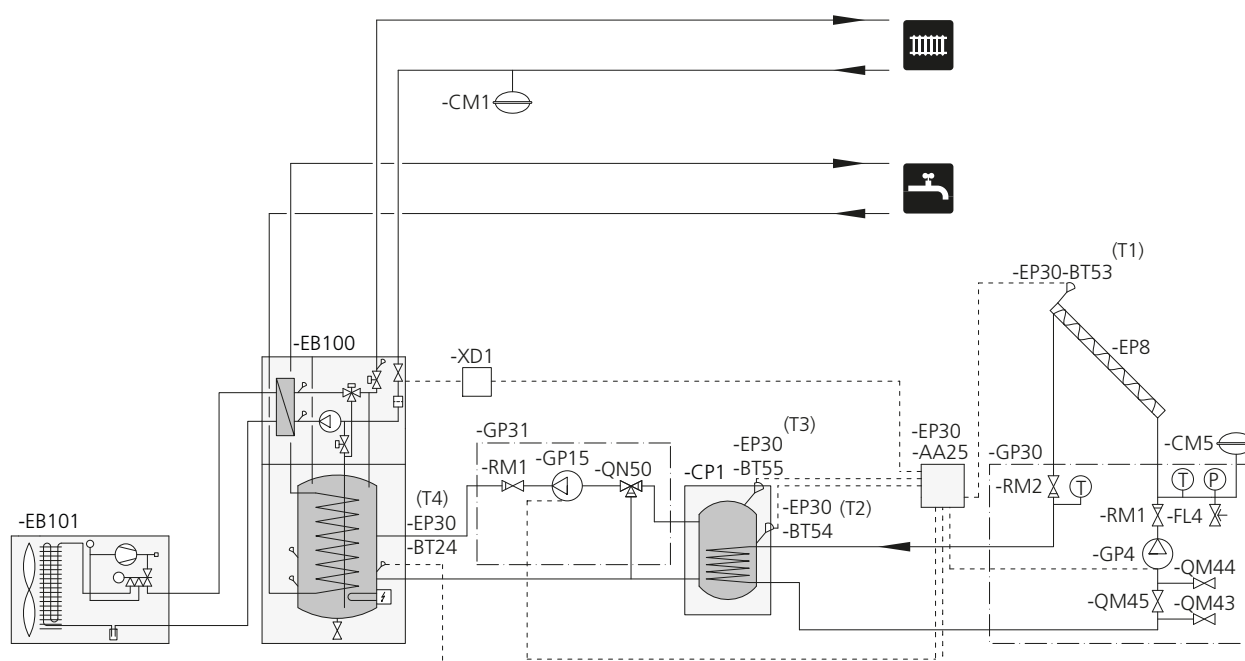 -CM1
(T1)
-EP30-BT53
-EB100
-XD1
-EP8
-GP31
(T3)
-EP30
-BT55
-EP30
-AA25
-CM5
-GP30
-RM1
-GP15
-QN50
-CP1
T
P
-RM2
T
(T4)
-EP30
-BT24
-EP30 (T2)
-BT54
-RM1
-FL4
-EB101
-GP4
-QM44
-QM45
-QM43